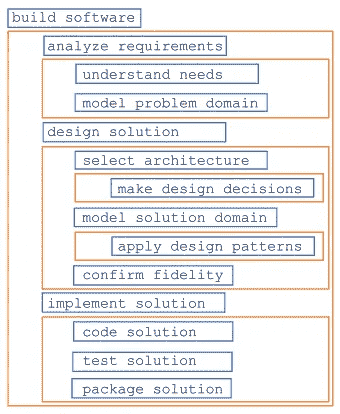 build software
analyze requirements
understand needs
model problem domain
design solution
select architecture
make design decisions
model solution domain
apply design patterns
confirm fidelity
implement solution
code solution
test solution
package solution